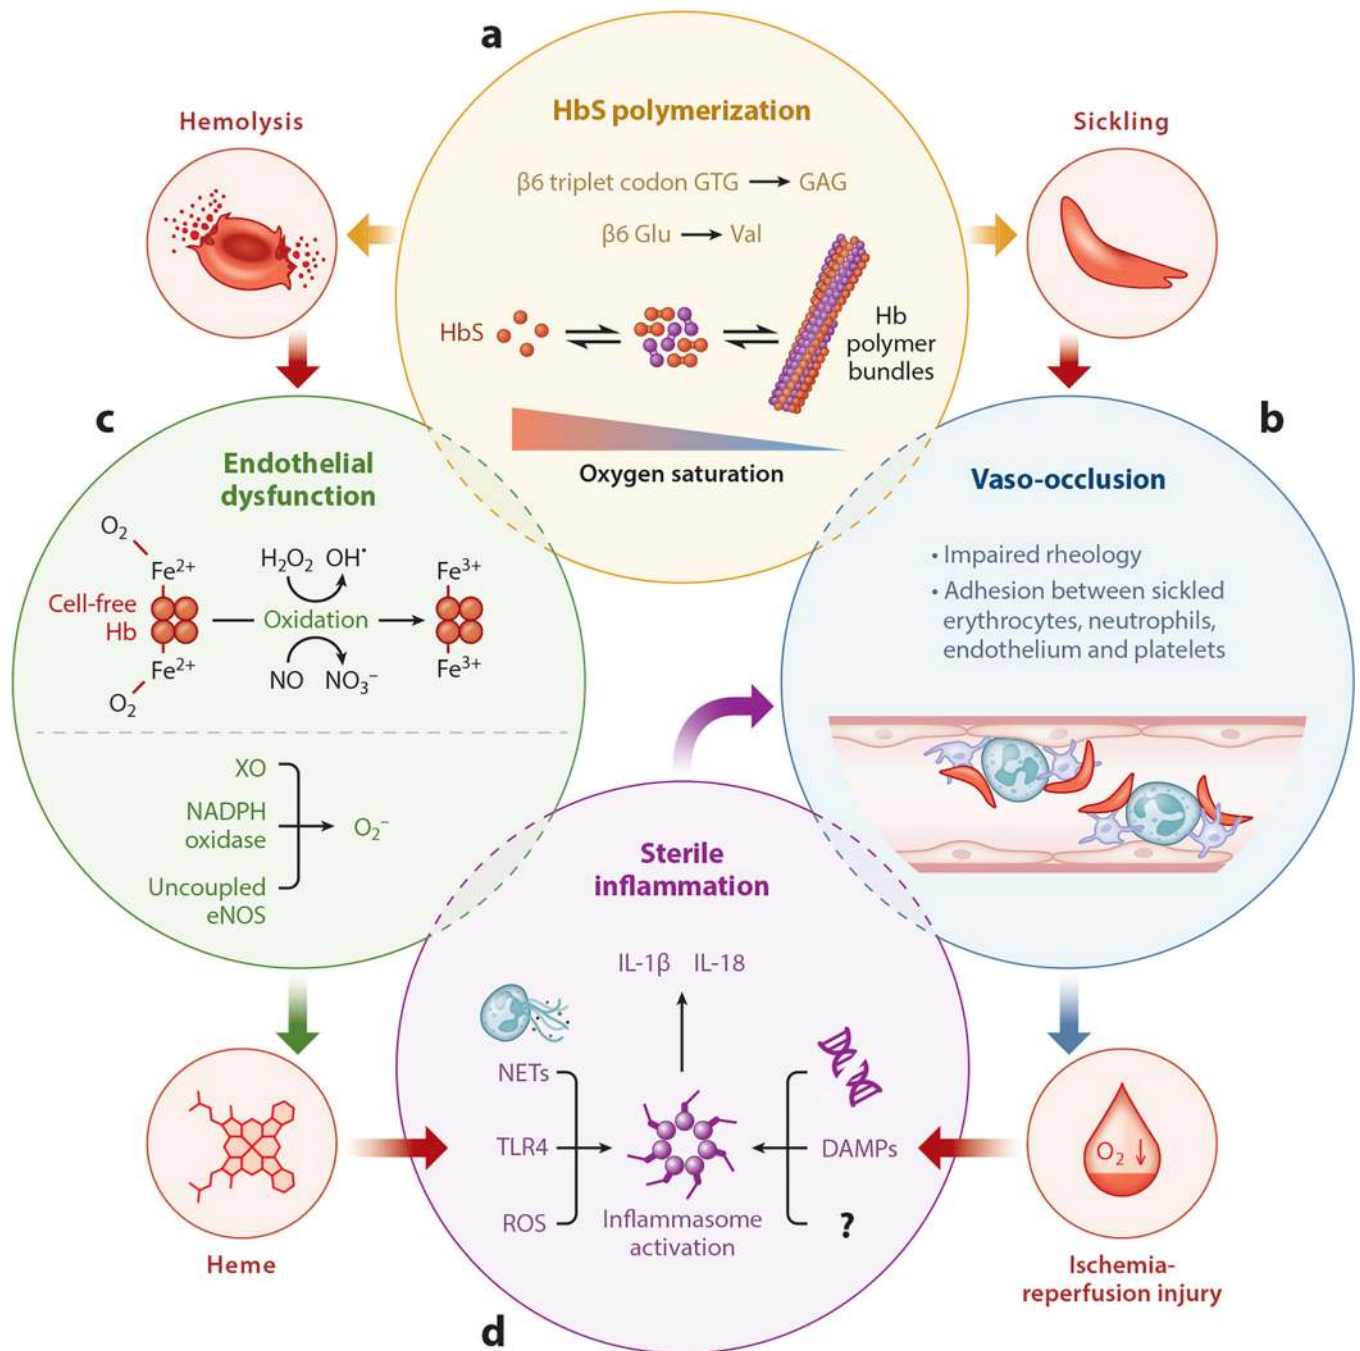 a
HbS polymerization
β6 triplet codon GTG → GAG
β6 Glu → Val
HbS
Hb
polymer
bundles
Oxygen saturation
Hemolysis
Sickling
c
Endothelial
dysfunction
O₂
Fe²⁺
Cell-free
Hb
Fe²⁺
O₂
H₂O₂ OH•
Oxidation
NO NO₃⁻
Fe³⁺
Fe³⁺
XO
NADPH
oxidase
Uncoupled
eNOS
O₂⁻
b
Vaso-occlusion
• Impaired rheology
• Adhesion between sickled
erythrocytes, neutrophils,
endothelium and platelets
Sterile
inflammation
IL-1β IL-18
NETs
TLR4
ROS
Inflammasome
activation
DAMPs
?
Heme
O₂ ↓
Ischemia-
reperfusion injury
d